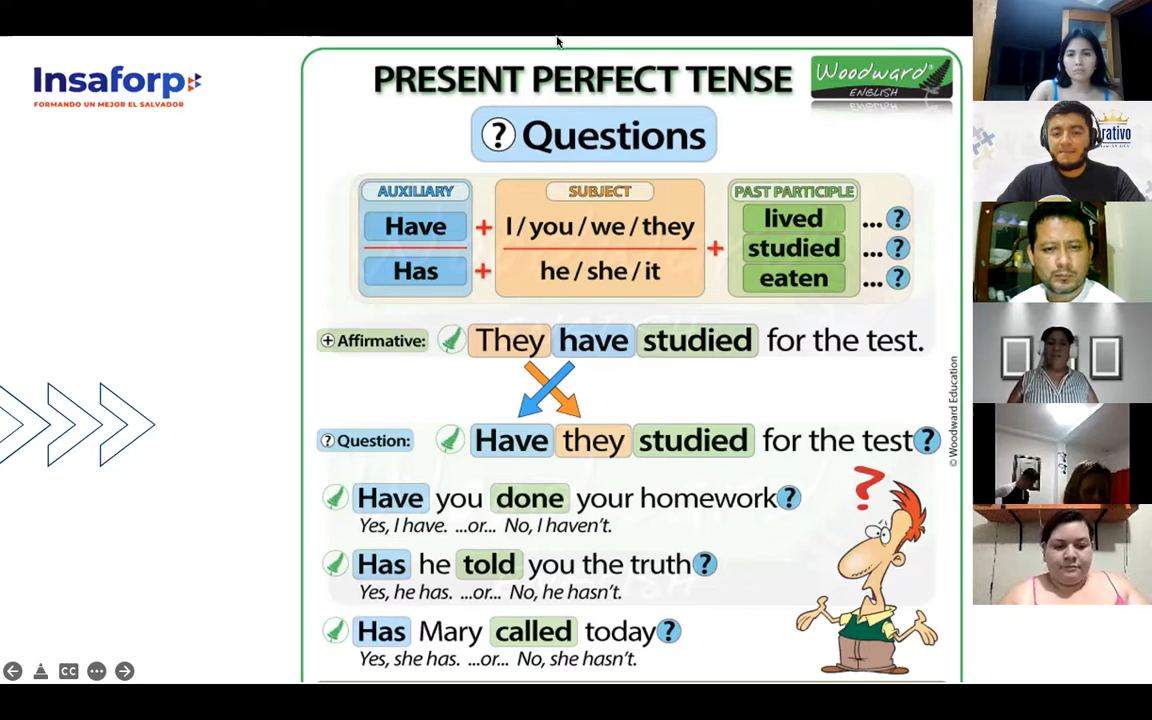 Insaforp
FORMANDO UN MEJOR EL SALVADOR
PRESENT PERFECT TENSE
Woodward®
ENGLISH
? Questions
AUXILIARY SUBJECT PAST PARTICIPLE
Have + I / you / we / they + lived ... ?
studied ... ?
Has + he / she / it eaten ... ?
+ Affirmative: They have studied for the test.
? Question: Have they studied for the test?
Have you done your homework?
Yes, I have. ...or... No, I haven't.
Has he told you the truth?
Yes, he has. ...or... No, he hasn't.
Has Mary called today?
Yes, she has. ...or... No, she hasn't.
?
© Woodward Education
CC
rativo